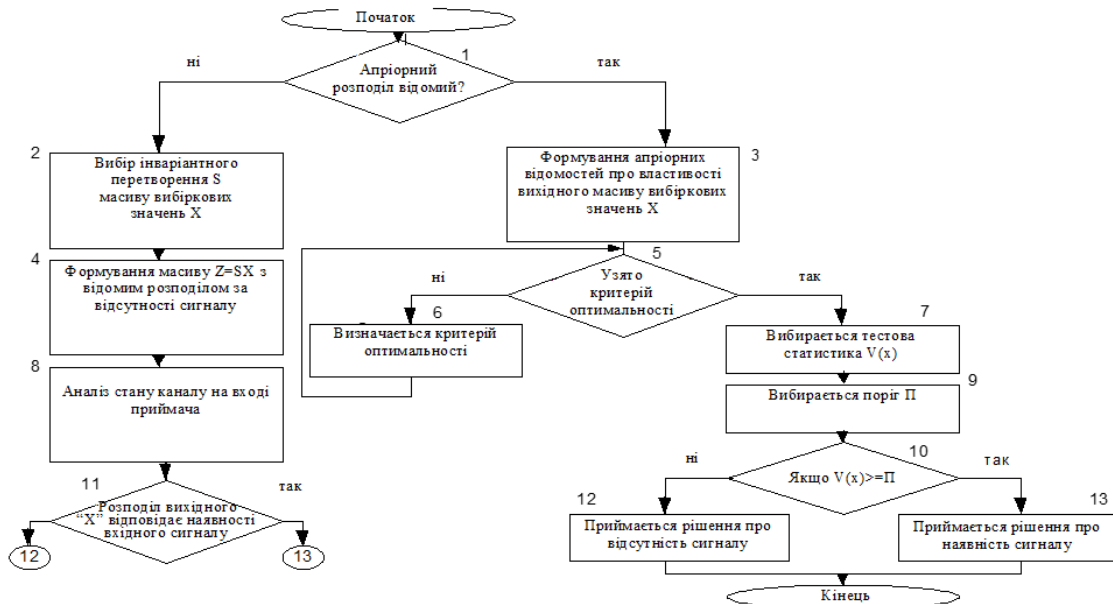 Початок
1
ні
так
Апріорний
розподіл відомий?
2
Вибір інваріантного
перетворення S
масиву вибіркових
значень X
3
Формування апріорних
відомостей про властивості
вихідного масиву вибіркових
значень X
4
Формування масиву Z=SX з
відомим розподілом за
відсутності сигналу
5
ні
так
Узято
критерій
оптимальності
6
Визначається критерій
оптимальності
7
Вибирається тестова
статистика V(x)
8
Аналіз стану каналу на вході
приймача
9
Вибирається поріг П
10
ні
так
Якщо V(x)>=П
11
так
Розподіл вихідного
“X” відповідає наявності
вхідного сигналу
12
13
12
Приймається рішення про
відсутність сигналу
13
Приймається рішення про
наявність сигналу
Кінець